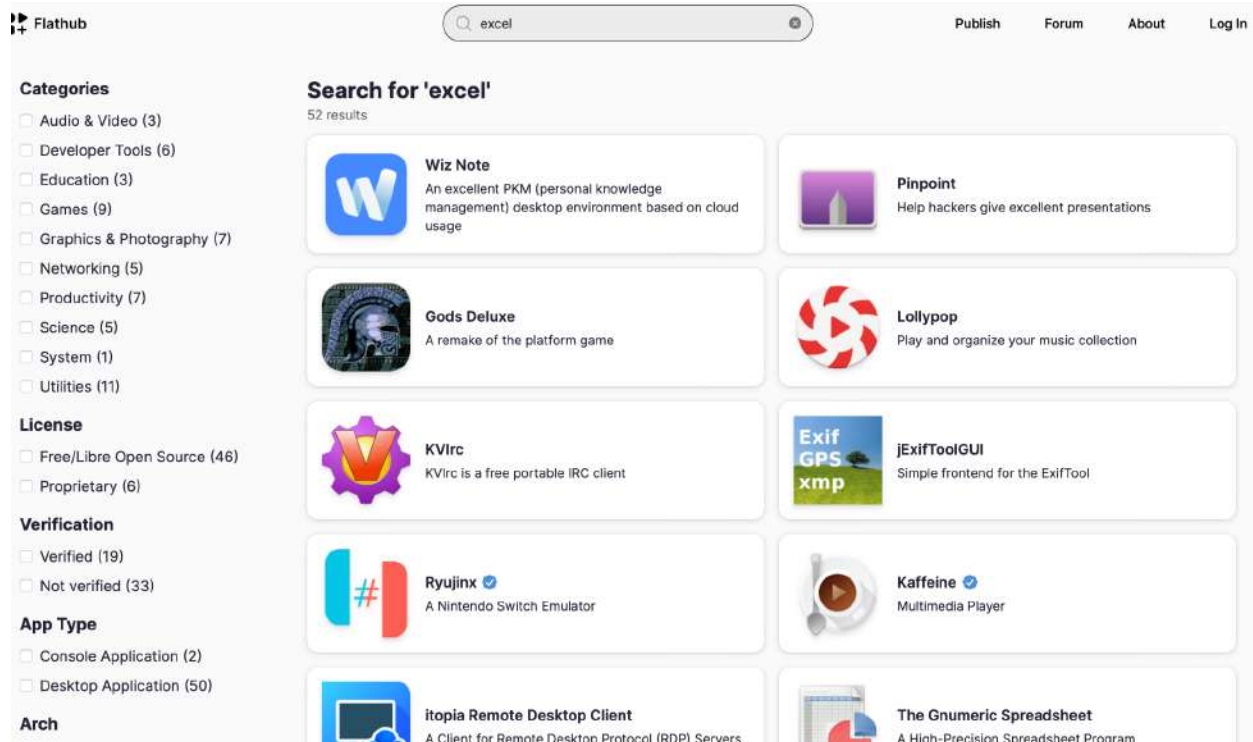 Flathub
excel
Publish
Forum
About
Log In
Categories
Audio & Video (3)
Developer Tools (6)
Education (3)
Games (9)
Graphics & Photography (7)
Networking (5)
Productivity (7)
Science (5)
System (1)
Utilities (11)
License
Free/Libre Open Source (46)
Proprietary (6)
Verification
Verified (19)
Not verified (33)
App Type
Console Application (2)
Desktop Application (50)
Arch
Search for 'excel'
52 results
Wiz Note
An excellent PKM (personal knowledge
management) desktop environment based on cloud
usage
Pinpoint
Help hackers give excellent presentations
Gods Deluxe
A remake of the platform game
Lollypop
Play and organize your music collection
KVIrc
KVIrc is a free portable IRC client
Exif
GPS
xmp
jExifToolGUI
Simple frontend for the ExifTool
#
Ryujinx
A Nintendo Switch Emulator
Kaffeine
Multimedia Player
itopia Remote Desktop Client
A Client for Remote Desktop Protocol (RDP) Servers
The Gnumeric Spreadsheet
A High-Precision Spreadsheet Program